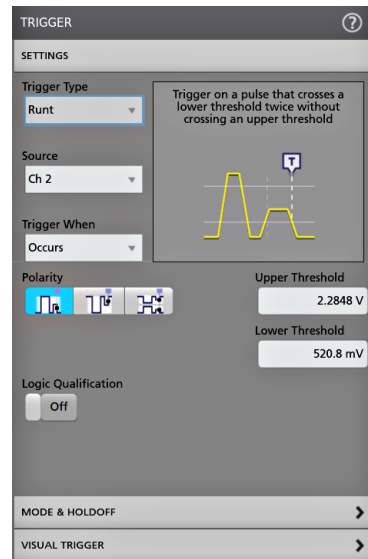 TRIGGER
?
SETTINGS
Trigger Type
Runt
Trigger on a pulse that crosses a
lower threshold twice without
crossing an upper threshold
T
Source
Ch 2
Trigger When
Occurs
Polarity
Upper Threshold
2.2848 V
Lower Threshold
520.8 mV
Logic Qualification
Off
MODE & HOLDOFF
VISUAL TRIGGER